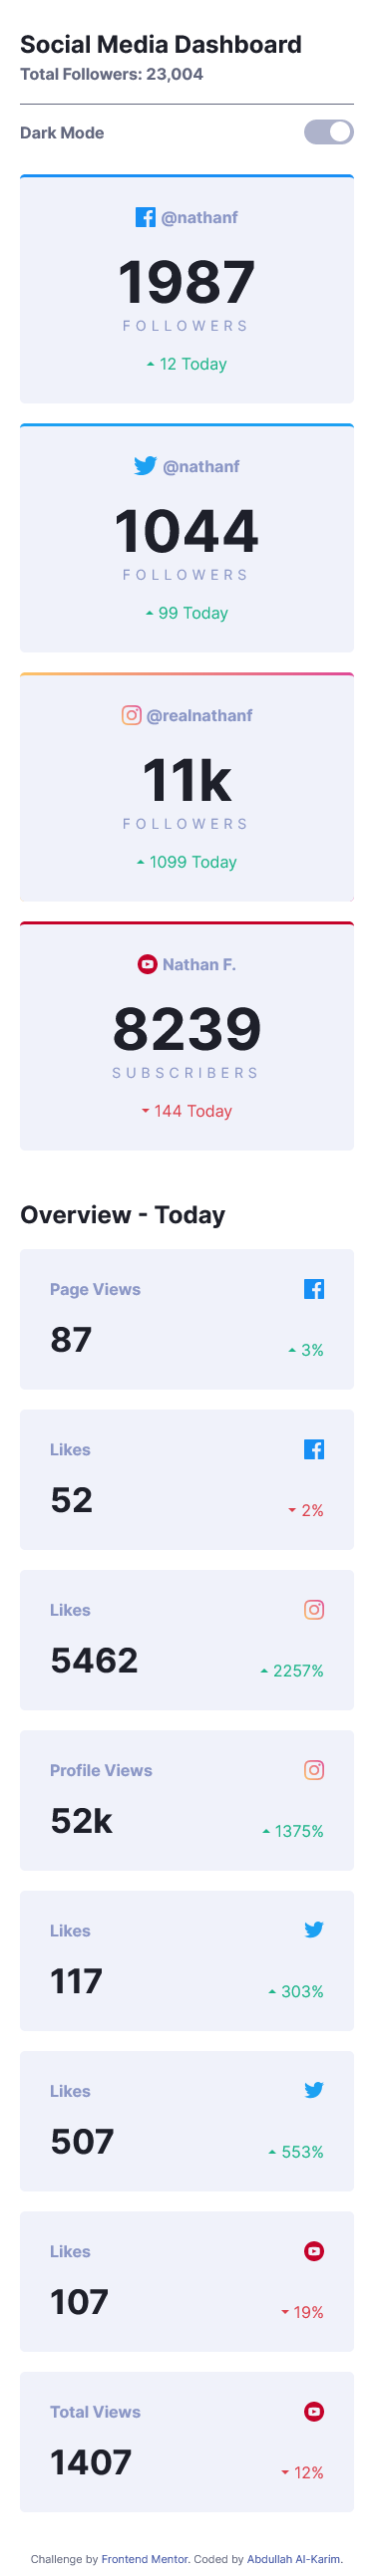 Social Media Dashboard
Total Followers: 23,004
Dark Mode
@nathanf
1987
FOLLOWERS
12 Today
@nathanf
1044
FOLLOWERS
99 Today
@realnathanf
11k
FOLLOWERS
1099 Today
Nathan F.
8239
SUBSCRIBERS
144 Today
Overview - Today
Page Views
87
3%
Likes
52
2%
Likes
5462
2257%
Profile Views
52k
1375%
Likes
117
303%
Likes
507
553%
Likes
107
19%
Total Views
1407
12%
Challenge by Frontend Mentor. Coded by Abdullah Al-Karim.